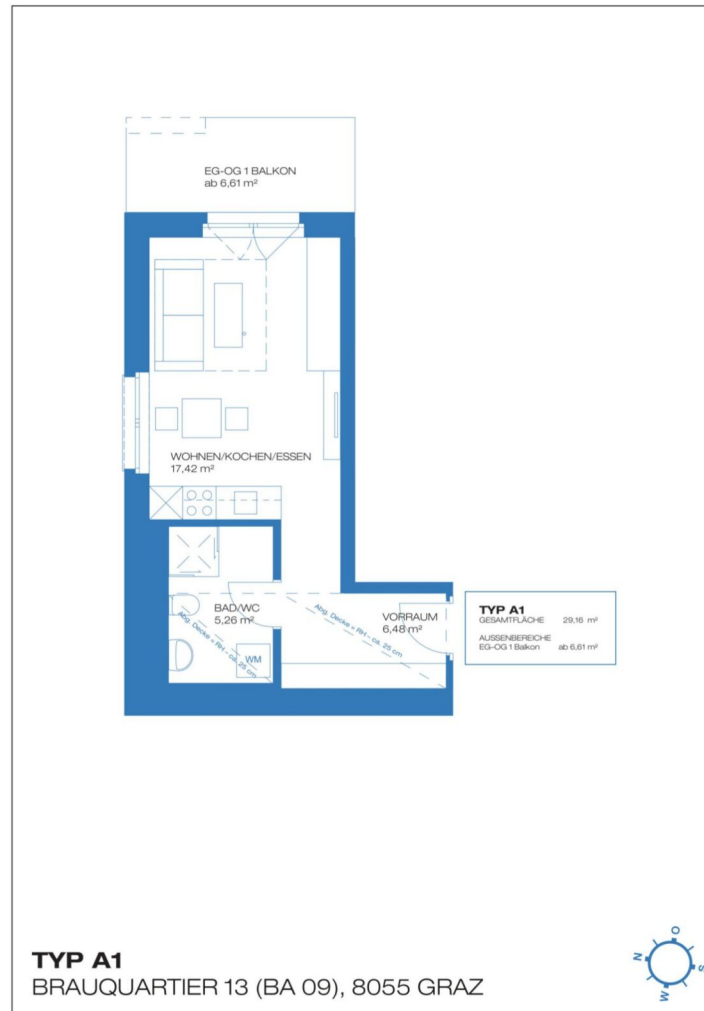 EG-OG 1 BALKON
ab 6,61 m²
WOHNEN/KOCHEN/ESSEN
17,42 m²
BAD/WC
5,26 m²
Abg. Decke = RH - ca. 25 cm
WM
VORRAUM
6,48 m²
Abg. Decke = RH - ca. 25 cm
TYP A1
GESAMTFLÄCHE 29,16 m²
AUSSENBEREICHE
EG-OG 1 Balkon ab 6,61 m²
TYP A1
BRAUQUARTIER 13 (BA 09), 8055 GRAZ
N
O
S
W